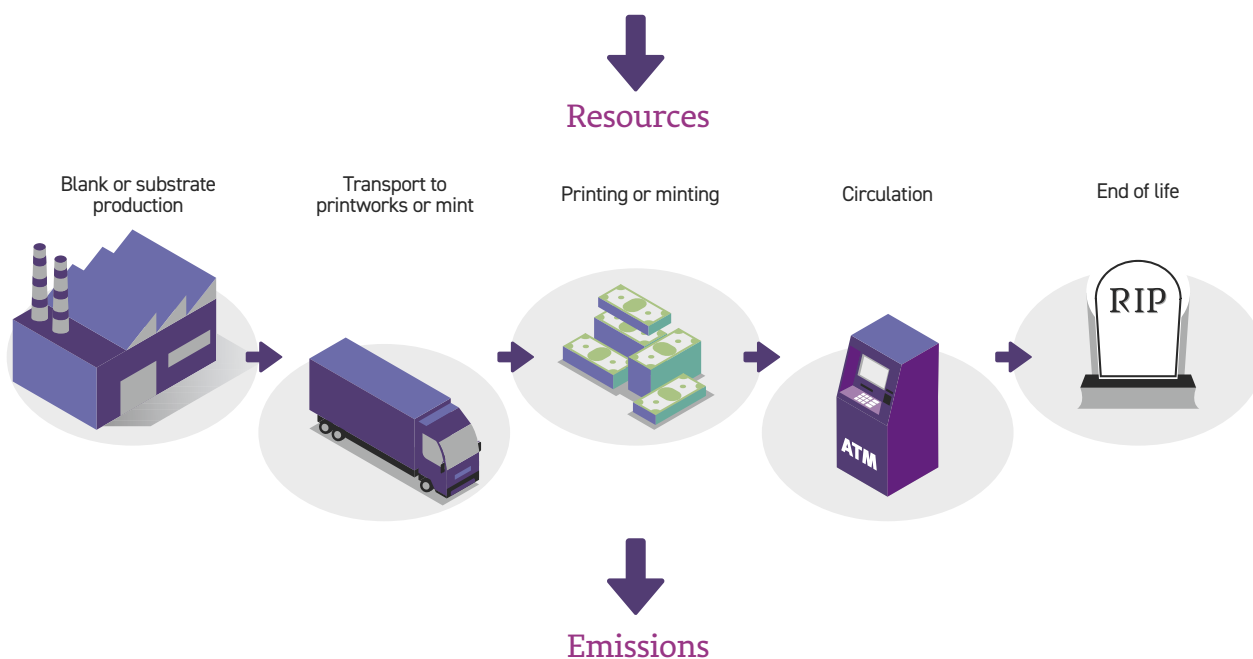 Resources
Blank or substrate
production
Transport to
printworks or mint
Printing or minting
Circulation
End of life
RIP
ATM
Emissions